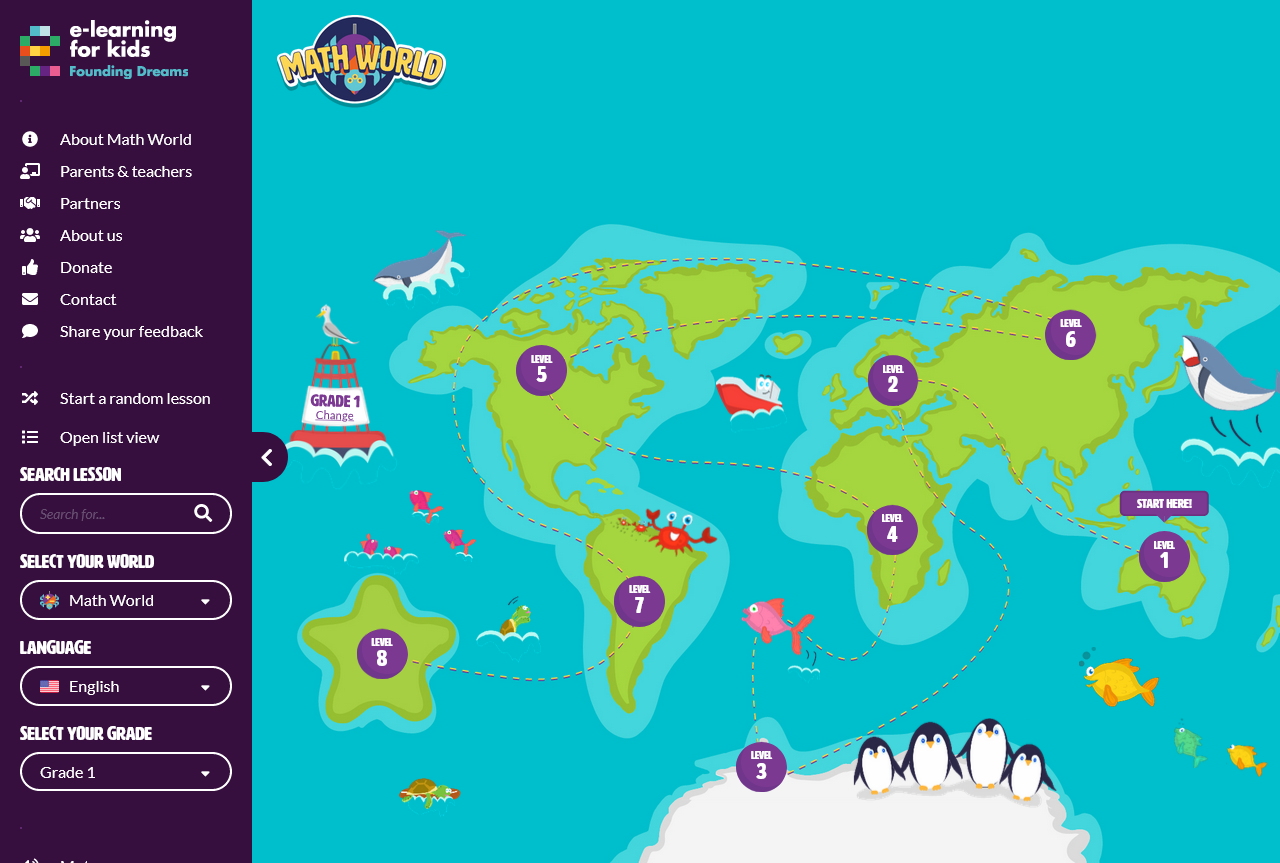 e-learning
for kids
Founding Dreams
About Math World
Parents & teachers
Partners
About us
Donate
Contact
Share your feedback
Start a random lesson
Open list view
SEARCH LESSON
Search for...
SELECT YOUR WORLD
Math World
LANGUAGE
English
SELECT YOUR GRADE
Grade 1
MATH WORLD
GRADE 1
Change
LEVEL
5
LEVEL
6
LEVEL
2
LEVEL
4
START HERE!
LEVEL
1
LEVEL
7
LEVEL
8
LEVEL
3